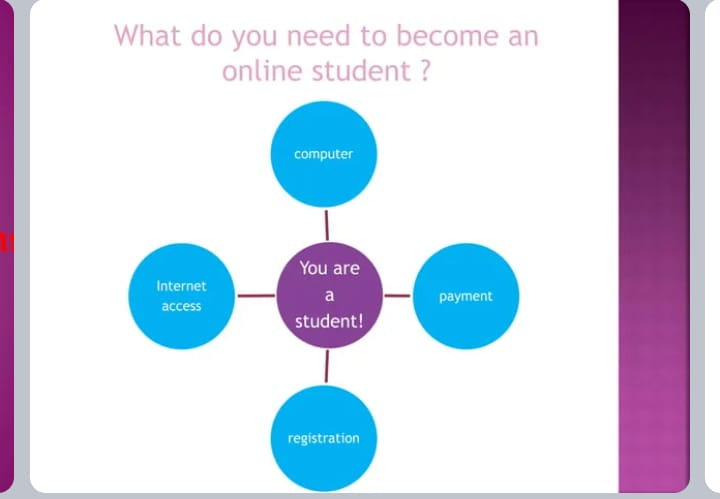 What do you need to become an
online student ?
computer
Internet
access
You are
a
student!
payment
registration